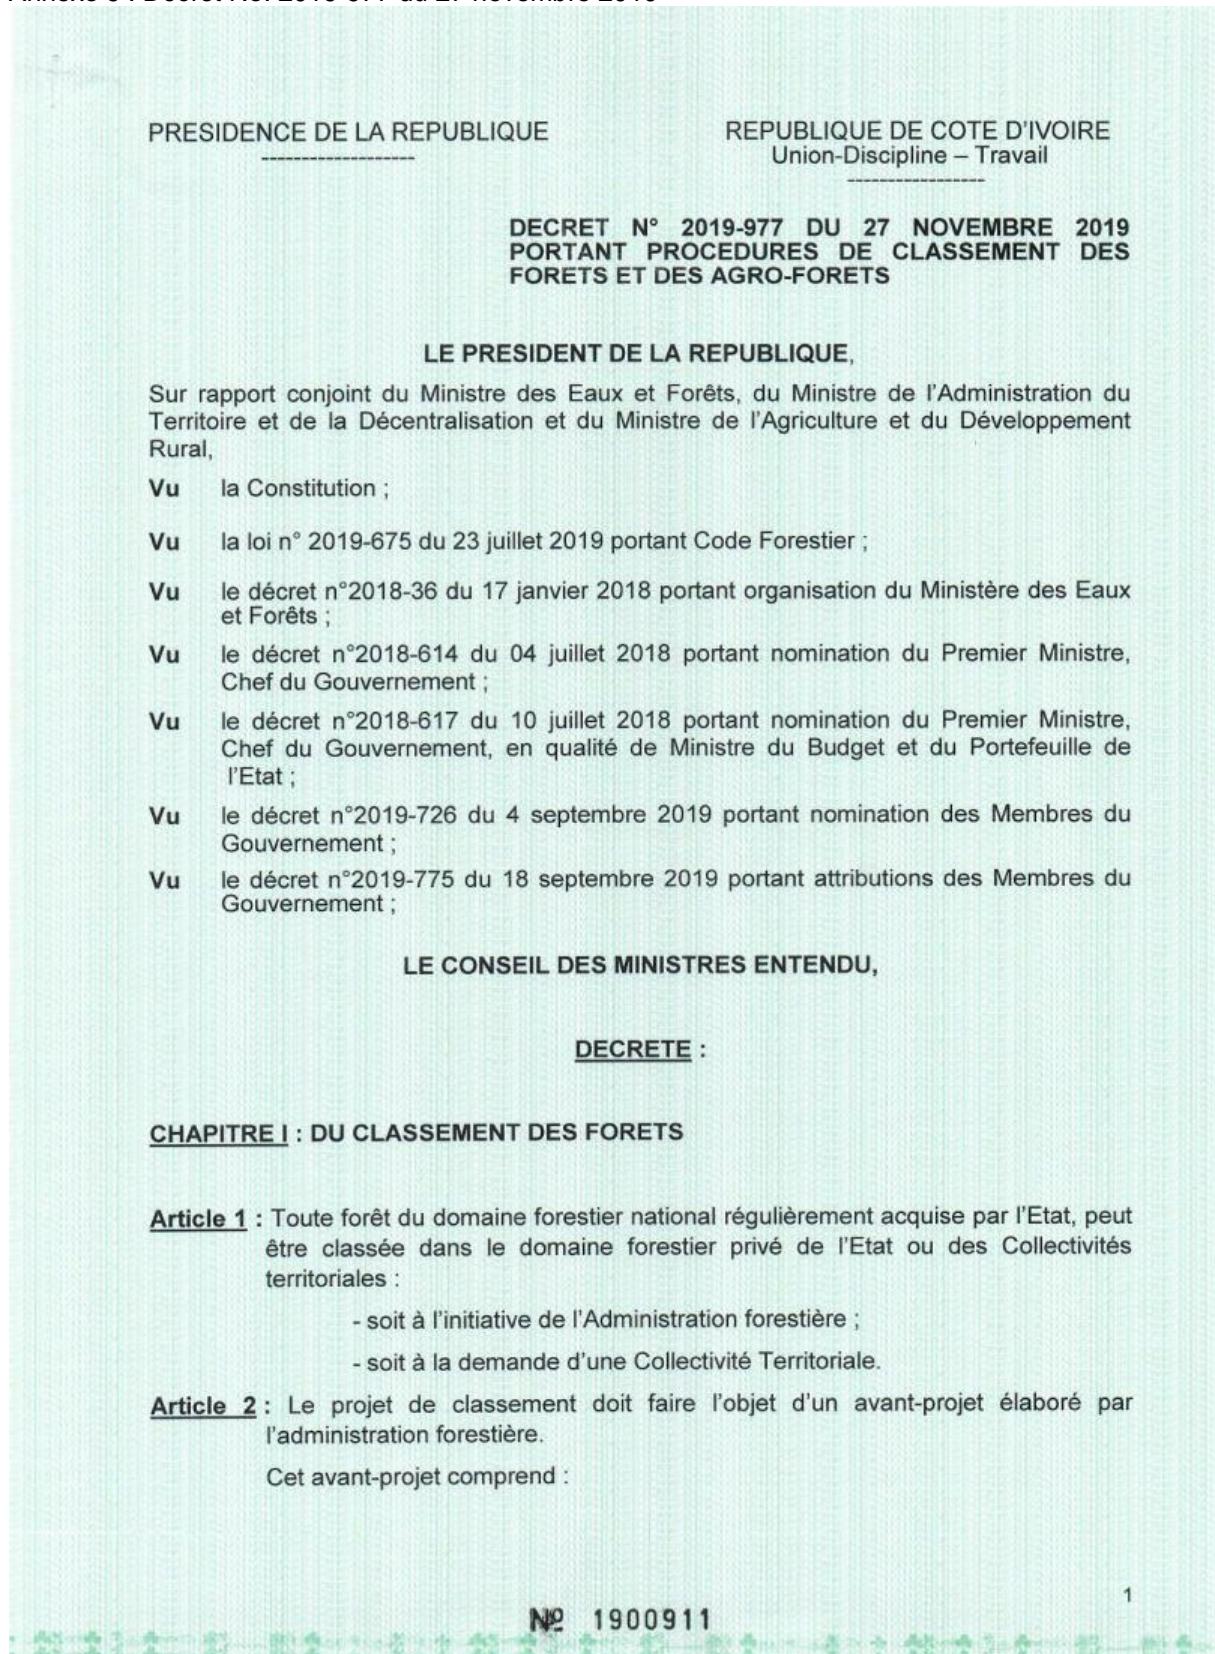 PRESIDENCE DE LA REPUBLIQUE
-------------------
REPUBLIQUE DE COTE D'IVOIRE
Union-Discipline – Travail
-----------------
DECRET N° 2019-977 DU 27 NOVEMBRE 2019
PORTANT PROCEDURES DE CLASSEMENT DES
FORETS ET DES AGRO-FORETS
LE PRESIDENT DE LA REPUBLIQUE,
Sur rapport conjoint du Ministre des Eaux et Forêts, du Ministre de l'Administration du
Territoire et de la Décentralisation et du Ministre de l'Agriculture et du Développement
Rural,
Vu la Constitution ;
Vu la loi n° 2019-675 du 23 juillet 2019 portant Code Forestier ;
Vu le décret n°2018-36 du 17 janvier 2018 portant organisation du Ministère des Eaux
et Forêts ;
Vu le décret n°2018-614 du 04 juillet 2018 portant nomination du Premier Ministre,
Chef du Gouvernement ;
Vu le décret n°2018-617 du 10 juillet 2018 portant nomination du Premier Ministre,
Chef du Gouvernement, en qualité de Ministre du Budget et du Portefeuille de
l'Etat ;
Vu le décret n°2019-726 du 4 septembre 2019 portant nomination des Membres du
Gouvernement ;
Vu le décret n°2019-775 du 18 septembre 2019 portant attributions des Membres du
Gouvernement ;
LE CONSEIL DES MINISTRES ENTENDU,
DECRETE :
CHAPITRE I : DU CLASSEMENT DES FORETS
Article 1 : Toute forêt du domaine forestier national régulièrement acquise par l'Etat, peut
être classée dans le domaine forestier privé de l'Etat ou des Collectivités
territoriales :
- soit à l'initiative de l'Administration forestière ;
- soit à la demande d'une Collectivité Territoriale.
Article 2 : Le projet de classement doit faire l'objet d'un avant-projet élaboré par
l'administration forestière.
Cet avant-projet comprend :
1
Nº 1900911